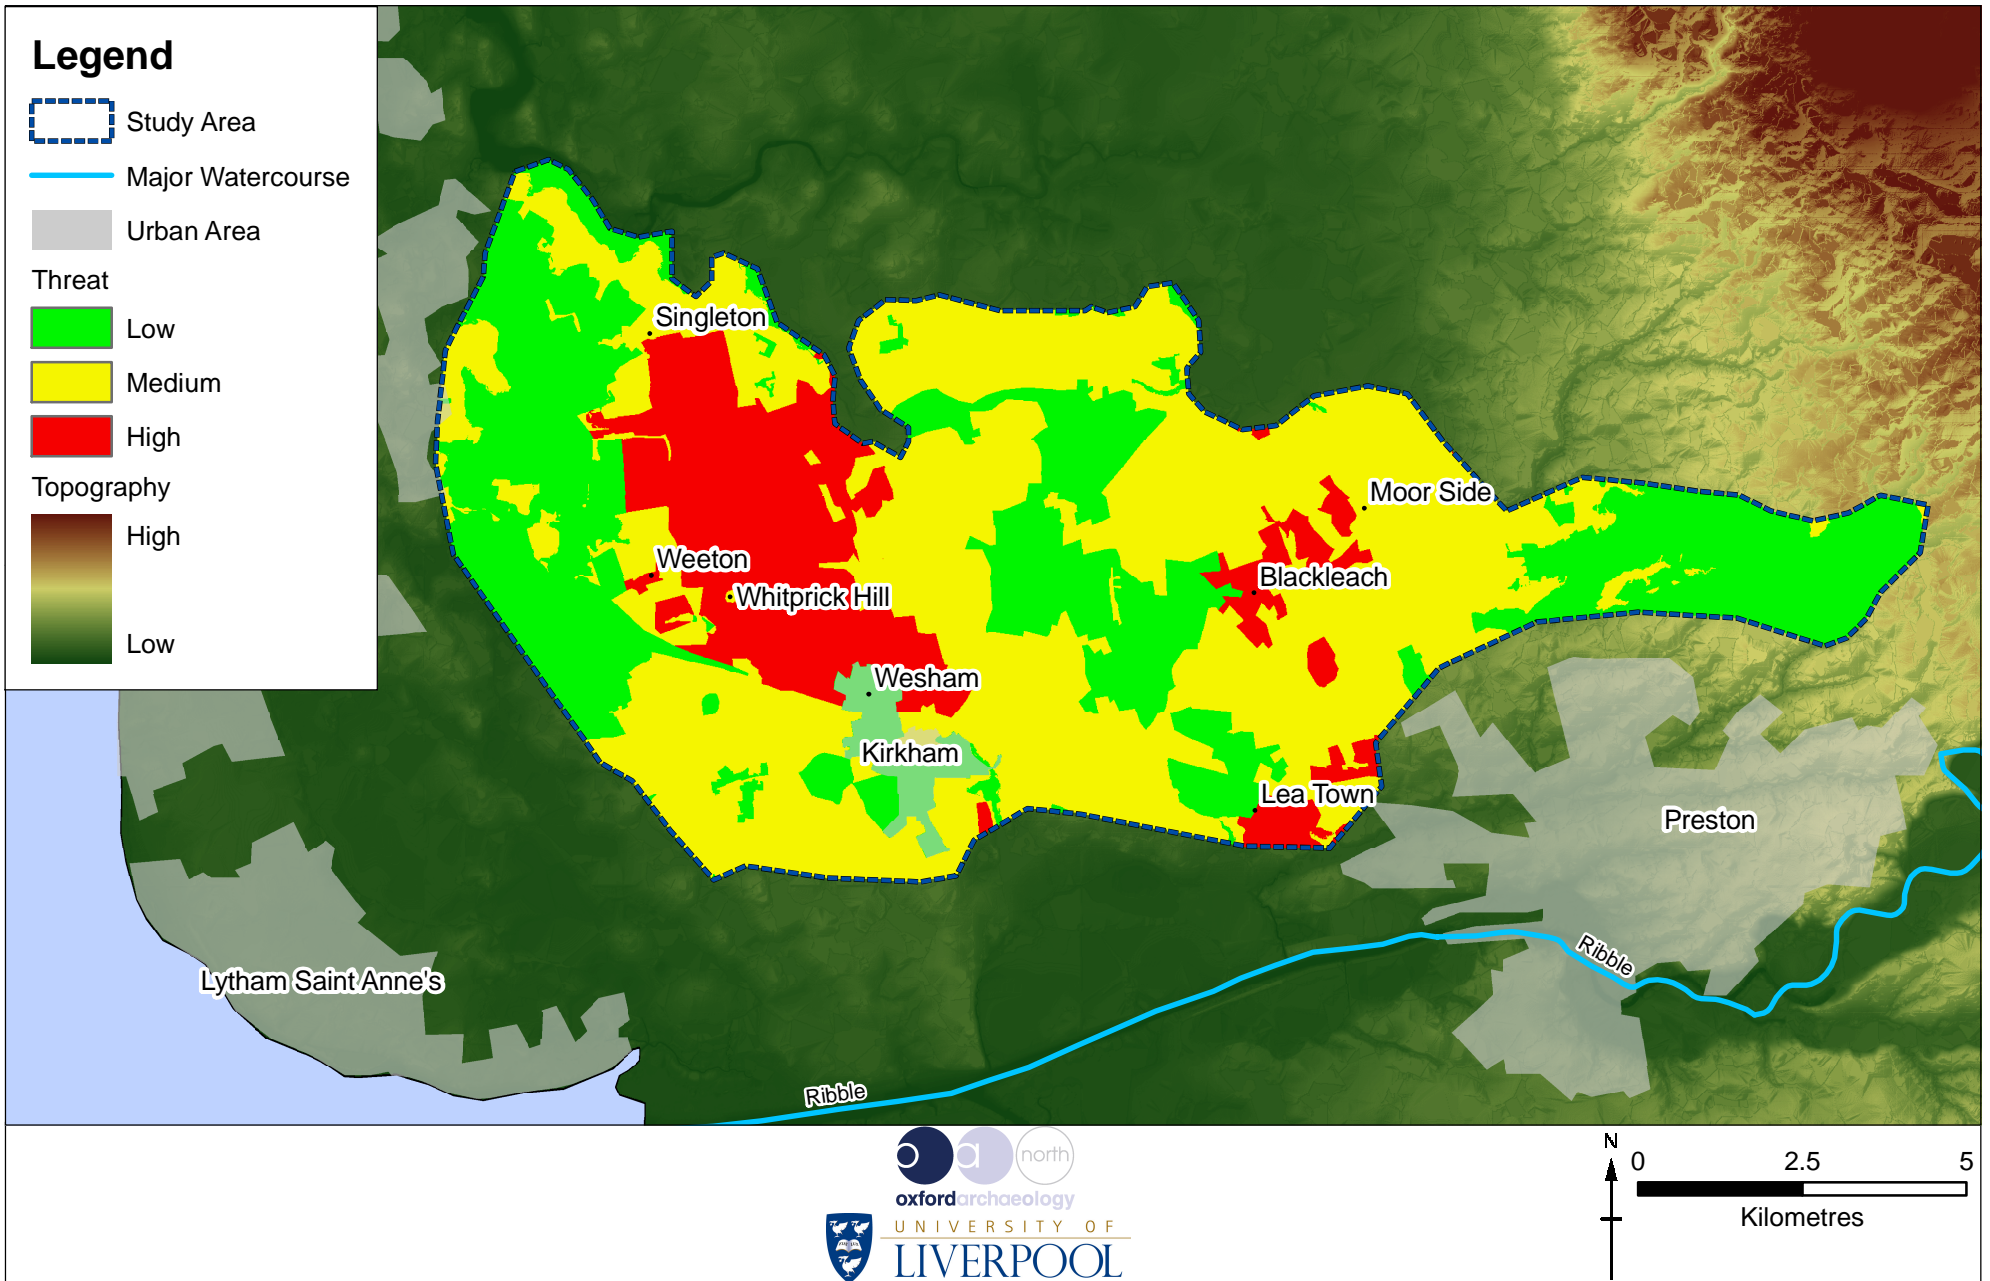 Legend
Study Area
Major Watercourse
Urban Area
Threat
Low
Medium
High
Topography
High
Low
Singleton
Moor Side
Weeton
Whitprick Hill
Blackleach
Wesham
Kirkham
Lea Town
Preston
Lytham Saint Anne's
Ribble
Ribble
oa north
oxfordarchaeology
UNIVERSITY OF
LIVERPOOL
N
0 2.5 5
Kilometres